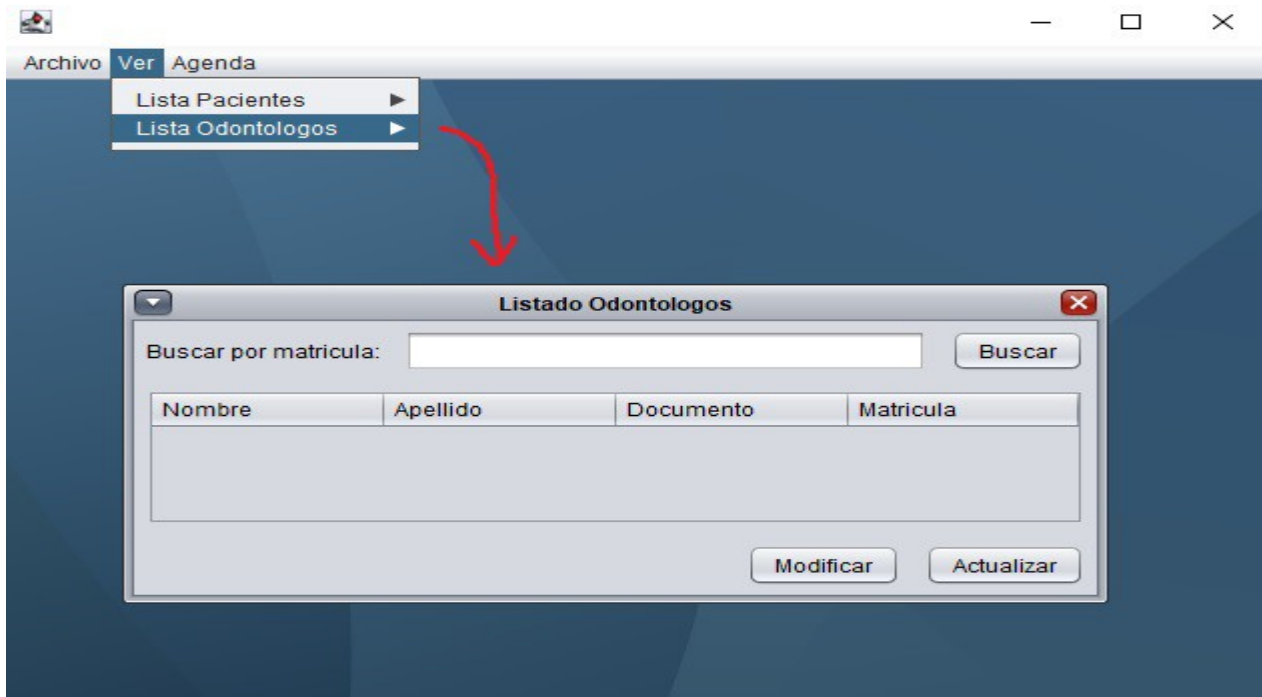 Archivo Ver Agenda
Lista Pacientes
Lista Odontologos
Listado Odontologos
Buscar por matricula: Buscar
Nombre Apellido Documento Matricula
Modificar Actualizar